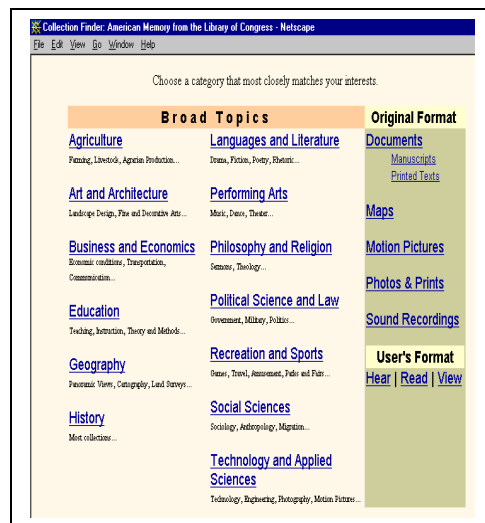 Collection Finder: American Memory from the Library of Congress - Netscape
File Edit View Go Window Help
Choose a category that most closely matches your interests.
Broad Topics
Agriculture
Farming, Livestock, Agrarian Production...
Art and Architecture
Landscape Design, Fine and Decorative Arts...
Business and Economics
Economic conditions, Transportation,
Communication...
Education
Teaching, Instruction, Theory and Methods...
Geography
Panoramic Views, Cartography, Land Surveys...
History
Most collections...
Languages and Literature
Drama, Fiction, Poetry, Rhetoric...
Performing Arts
Music, Dance, Theater...
Philosophy and Religion
Sermons, Theology...
Political Science and Law
Government, Military, Politics...
Recreation and Sports
Games, Travel, Amusement, Parks and Fairs...
Social Sciences
Sociology, Anthropology, Migration...
Technology and Applied
Sciences
Technology, Engineering, Photography, Motion Pictures...
Original Format
Documents
Manuscripts
Printed Texts
Maps
Motion Pictures
Photos & Prints
Sound Recordings
User's Format
Hear | Read | View